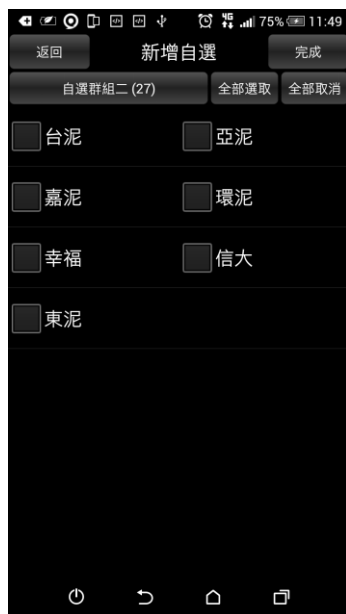 4G 75% 11:49
返回 新增自選 完成
自選群組二 (27) 全部選取 全部取消
台泥 亞泥
嘉泥 環泥
幸福 信大
東泥